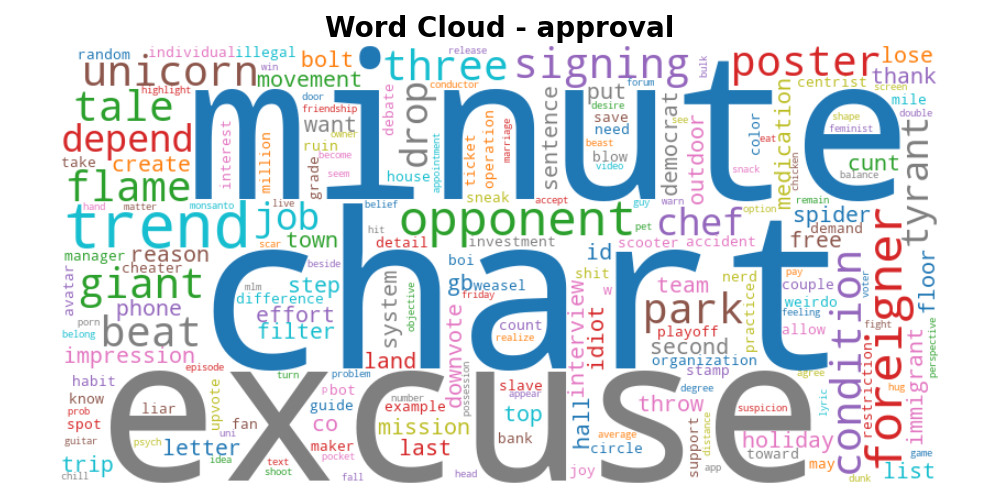 Word Cloud - approval
random individual illegal bolt three release signing bulk poster lose
unicorn win movement conductor forum thank
highlight door put centrist screen
tale friendship debate drop desire mile
minute
depend interest million want owner ruin ticket operation marriage sentence save need democrat outdoor see color medication shape double feminist
take create grade become house appointment beast blow video eat chicken cunt tyrant
flame seem sneak snack balance
hand matter monsanto live belief accept guy warn option remain
trend job hit opponent pet chef spider demand
scar town detail investment scooter accident free
manager reason id foreigner
cheater beside boi
chart
avatar giant mlm step system objective gb weasel shit w team nerd pay couple condition voter floor
phone difference friday interview park practice weirdo feeling
porn effort count idiot playoff allow fight perspective
belong beat filter realize downvote second
impression land organization agree restriction immigrant
episode turn problem possession stamp
habit pbot slave appear degree lyric hug
excuse
know upvote guide number example hall throw suspicion
prob liar co top
spot fan mission average support distance holiday
guitar psych letter uni maker last bank circle toward game
trip idea text pocket joy app may list
chill shoot fall head dunk